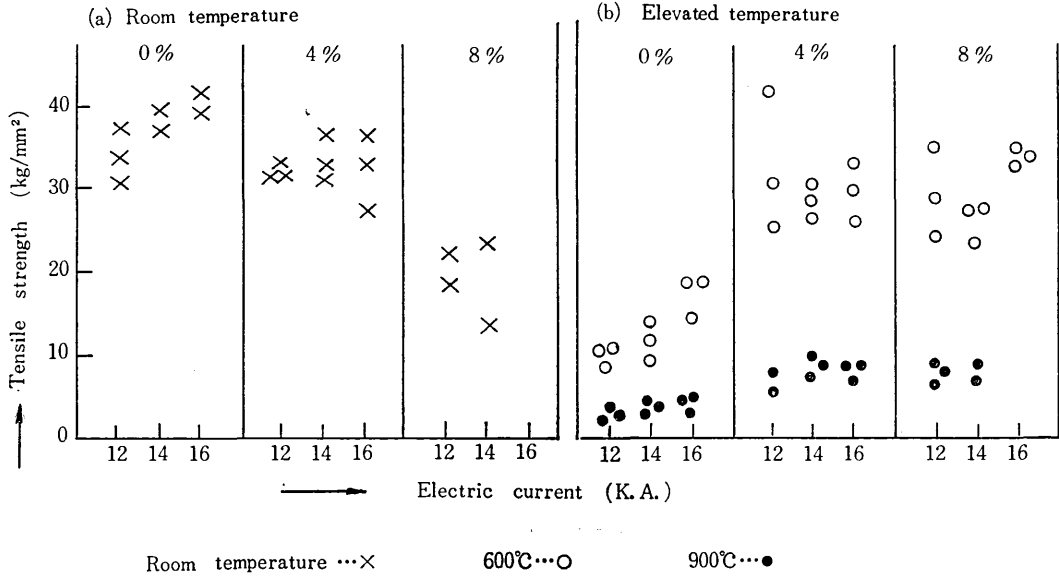 (a) Room temperature
(b) Elevated temperature
0% 4% 8%
0% 4% 8%
40
30
20
10
0
Tensile strength (kg/mm²)
12 14 16 12 14 16 12 14 16
12 14 16 12 14 16 12 14 16
Electric current (K.A.)
Room temperature ···× 600℃···○ 900℃···●